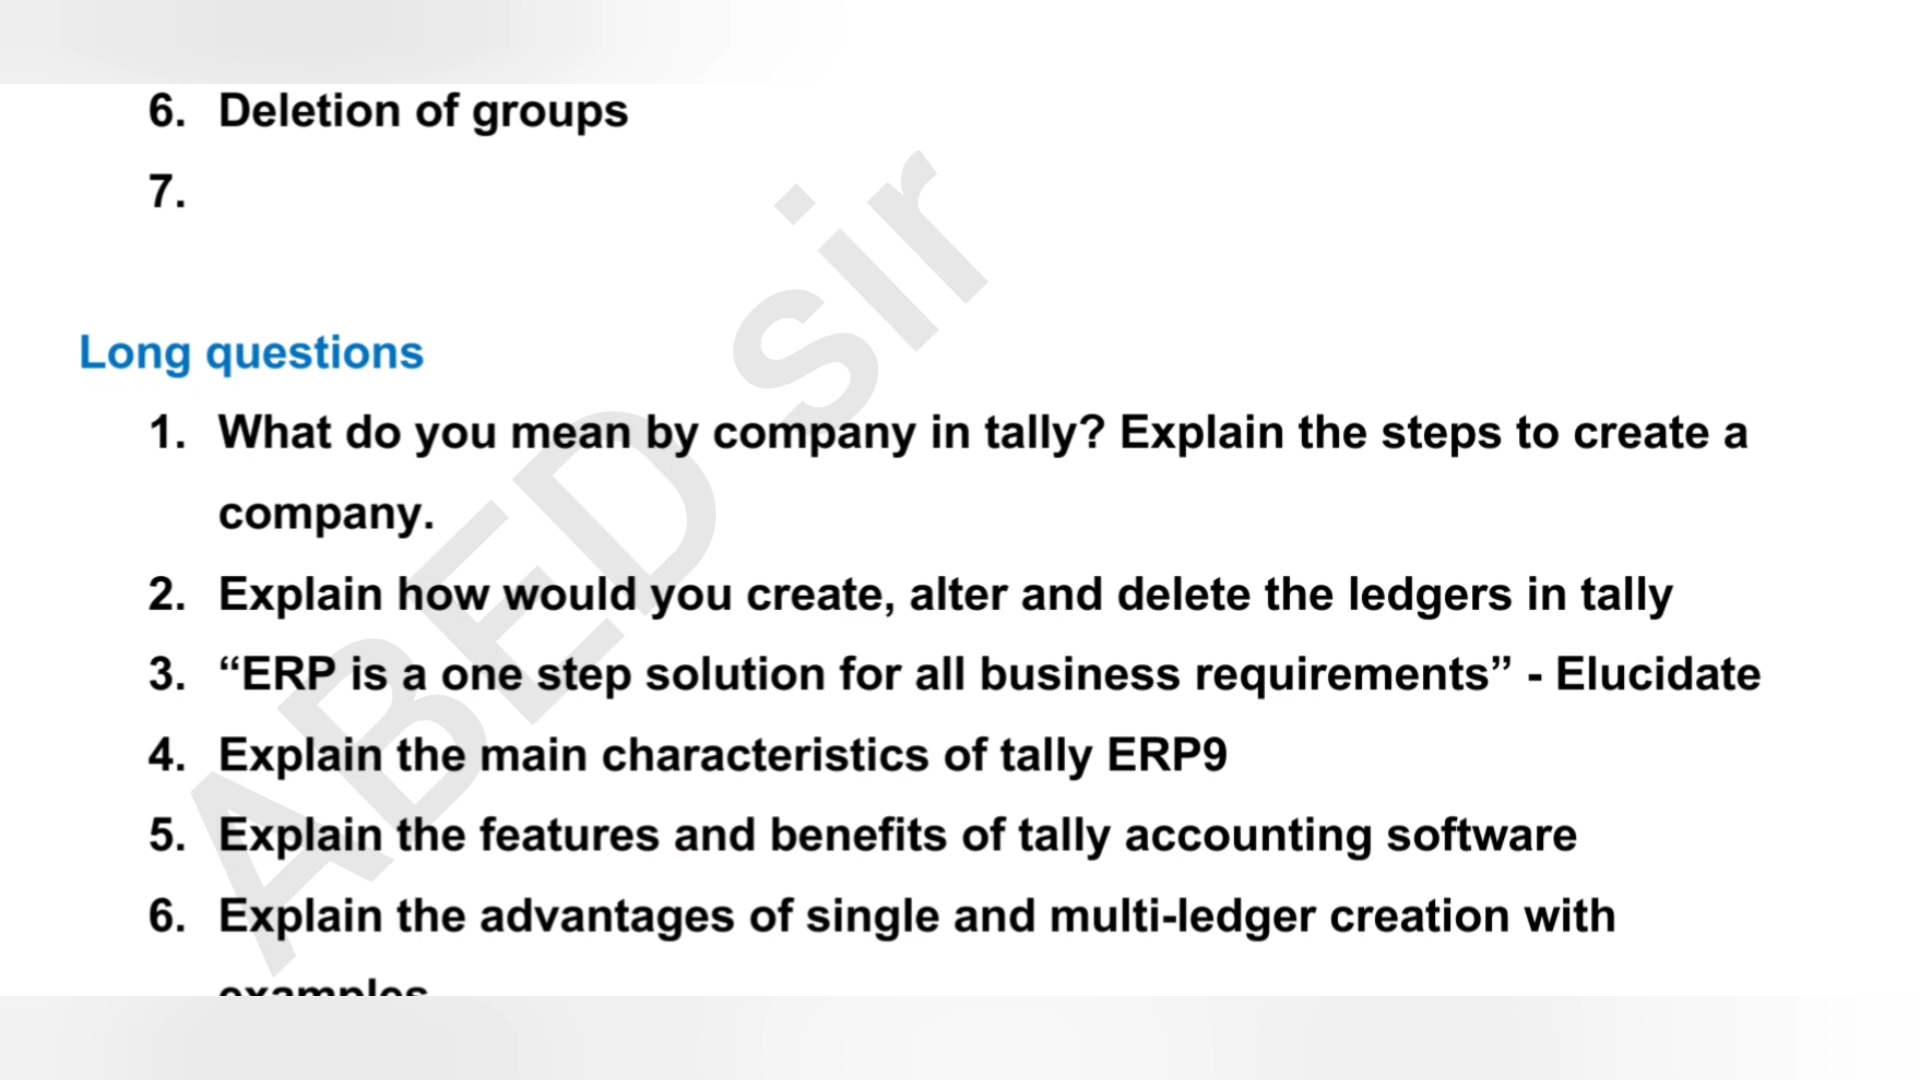 6. Deletion of groups
7.
Long questions
1. What do you mean by company in tally? Explain the steps to create a
company.
2. Explain how would you create, alter and delete the ledgers in tally
3. “ERP is a one step solution for all business requirements” - Elucidate
4. Explain the main characteristics of tally ERP9
5. Explain the features and benefits of tally accounting software
6. Explain the advantages of single and multi-ledger creation with
examples
ABED sir